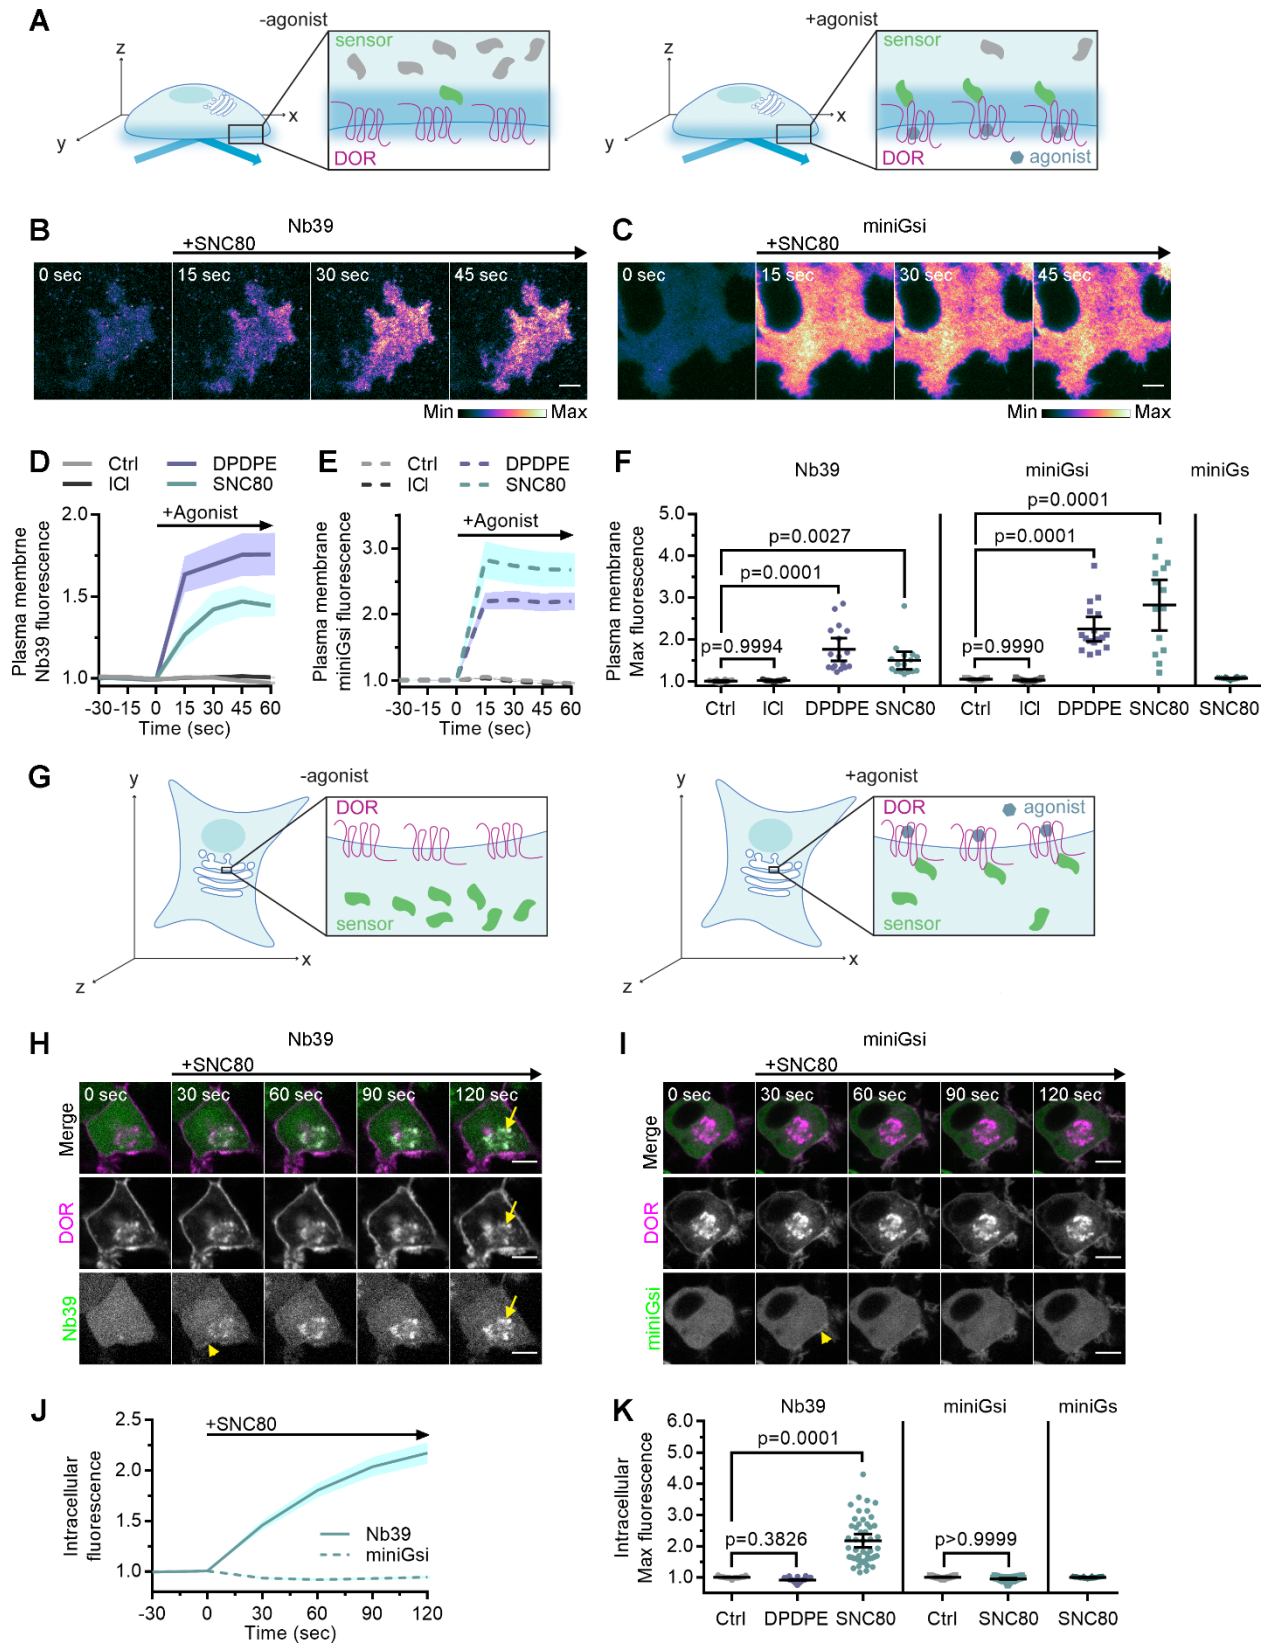 A
-agonist
+agonist
z
x
y
sensor
DOR
z
x
y
sensor
DOR
agonist
B
Nb39
+SNC80
0 sec
15 sec
30 sec
45 sec
Min
Max
C
miniGsi
+SNC80
0 sec
15 sec
30 sec
45 sec
Min
Max
D
Ctrl
DPDPE
ICI
SNC80
+Agonist
Plasma memborne
Nb39 fluorescence
2.0
1.5
1.0
-30 -15 0 15 30 45 60
Time (sec)
E
Ctrl
DPDPE
ICI
SNC80
+Agonist
Plasma membrane
miniGsi fluorescence
3.0
2.0
1.0
-30 -15 0 15 30 45 60
Time (sec)
F
Nb39
miniGsi
miniGs
Plasma membrane
Max fluorescence
5.0
4.0
3.0
2.0
1.0
p=0.0027
p=0.0001
p=0.9994
p=0.0001
p=0.0001
p=0.9990
Ctrl
ICI
DPDPE
SNC80
Ctrl
ICI
DPDPE
SNC80
SNC80
G
-agonist
+agonist
y
x
z
DOR
sensor
y
x
z
DOR
agonist
sensor
H
Nb39
+SNC80
0 sec
30 sec
60 sec
90 sec
120 sec
Merge
DOR
Nb39
I
miniGsi
+SNC80
0 sec
30 sec
60 sec
90 sec
120 sec
Merge
DOR
miniGsi
J
+SNC80
Intracellular
fluorescence
2.5
2.0
1.5
1.0
Nb39
miniGsi
-30 0 30 60 90 120
Time (sec)
K
Nb39
miniGsi
miniGs
Intracellular
Max fluorescence
6.0
5.0
4.0
3.0
2.0
1.0
p=0.0001
p=0.3826
p>0.9999
Ctrl
DPDPE
SNC80
Ctrl
SNC80
SNC80